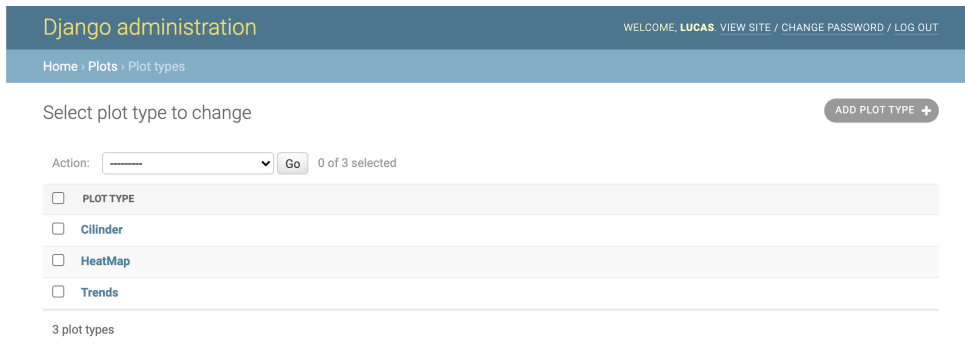 Django administration
WELCOME, LUCAS. VIEW SITE / CHANGE PASSWORD / LOG OUT
Home › Plots › Plot types
Select plot type to change
ADD PLOT TYPE +
Action: --------- Go 0 of 3 selected
PLOT TYPE
Cilinder
HeatMap
Trends
3 plot types